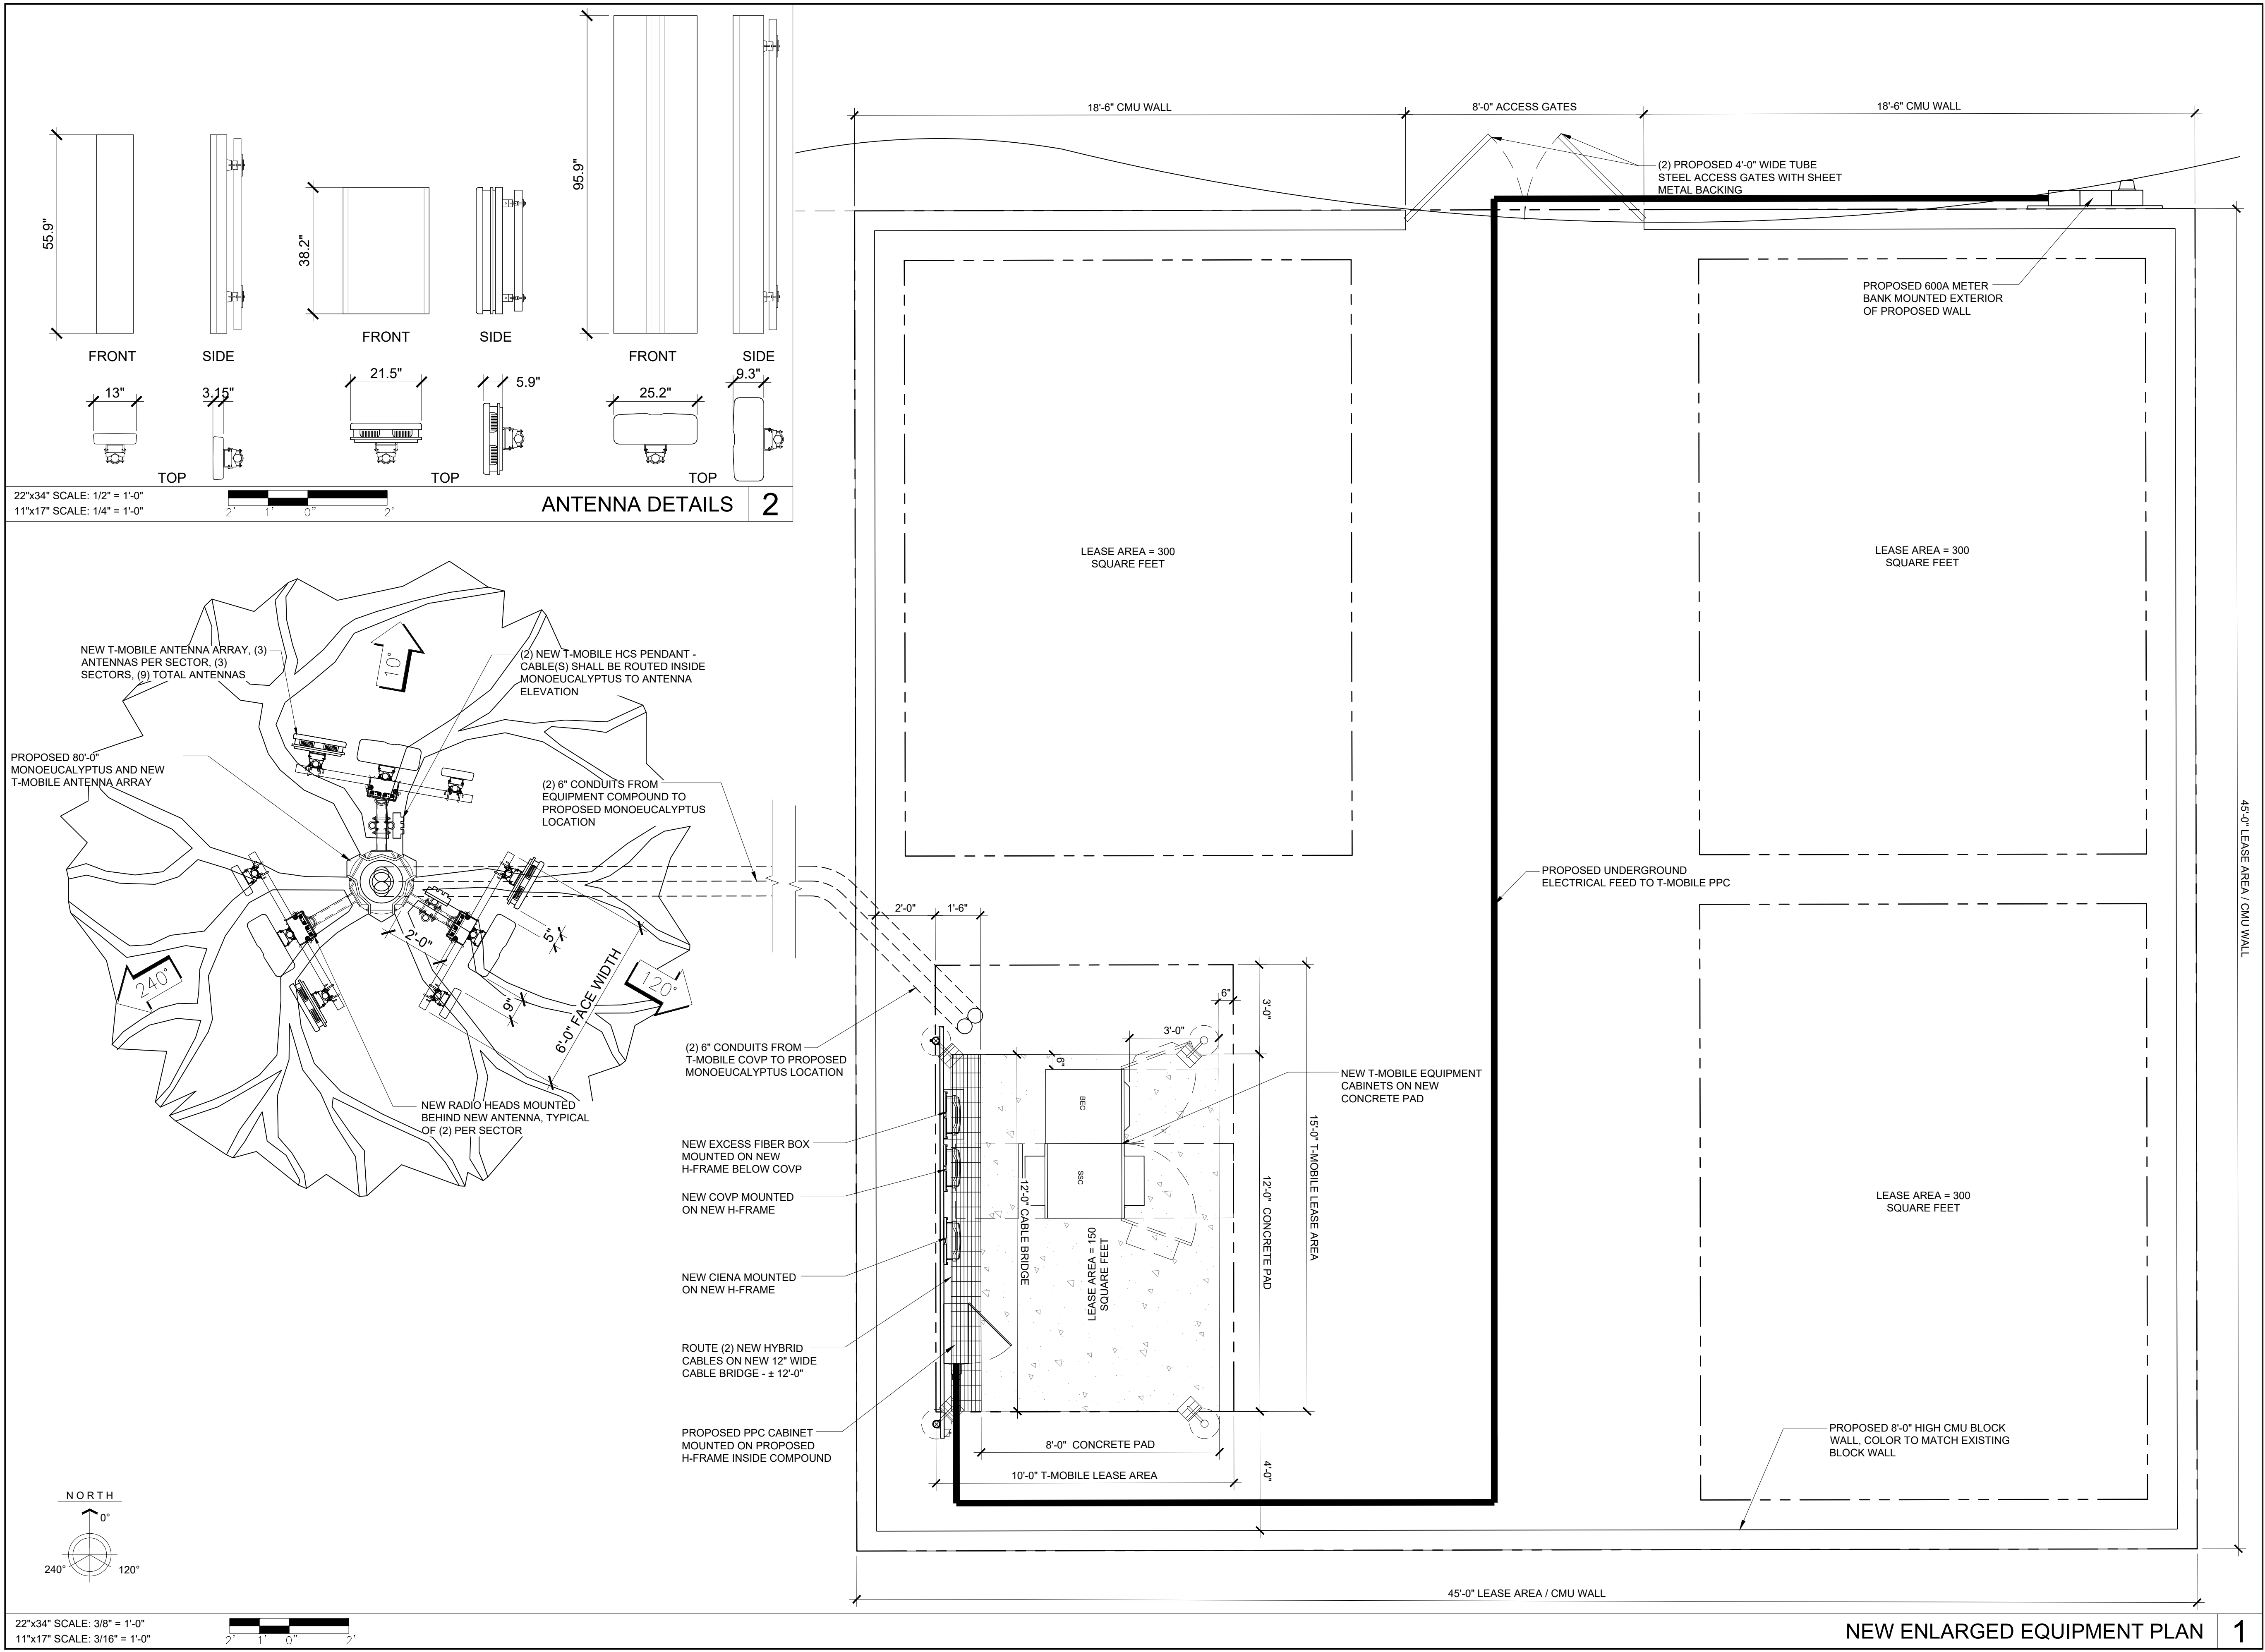 55.9"
FRONT
SIDE
38.2"
FRONT
SIDE
95.9"
FRONT
SIDE
13"
3.15"
TOP
21.5"
5.9"
TOP
25.2"
9.3"
TOP
22"x34" SCALE: 1/2" = 1'-0"
11"x17" SCALE: 1/4" = 1'-0"
2' 1' 0" 2'
ANTENNA DETAILS
2
18'-6" CMU WALL
8'-0" ACCESS GATES
18'-6" CMU WALL
(2) PROPOSED 4'-0" WIDE TUBE
STEEL ACCESS GATES WITH SHEET
METAL BACKING
PROPOSED 600A METER
BANK MOUNTED EXTERIOR
OF PROPOSED WALL
LEASE AREA = 300
SQUARE FEET
LEASE AREA = 300
SQUARE FEET
NEW T-MOBILE ANTENNA ARRAY, (3)
ANTENNAS PER SECTOR, (3)
SECTORS, (9) TOTAL ANTENNAS
10°
(2) NEW T-MOBILE HCS PENDANT -
CABLE(S) SHALL BE ROUTED INSIDE
MONOEUCALYPTUS TO ANTENNA
ELEVATION
PROPOSED 80'-0"
MONOEUCALYPTUS AND NEW
T-MOBILE ANTENNA ARRAY
(2) 6" CONDUITS FROM
EQUIPMENT COMPOUND TO
PROPOSED MONOEUCALYPTUS
LOCATION
2'-0"
5"
9"
6'-0" FACE WIDTH
240°
120°
NEW RADIO HEADS MOUNTED
BEHIND NEW ANTENNA, TYPICAL
OF (2) PER SECTOR
45'-0" LEASE AREA / CMU WALL
PROPOSED UNDERGROUND
ELECTRICAL FEED TO T-MOBILE PPC
2'-0"
1'-6"
6"
3'-0"
3'-0"
6"
(2) 6" CONDUITS FROM
T-MOBILE COVP TO PROPOSED
MONOEUCALYPTUS LOCATION
NEW T-MOBILE EQUIPMENT
CABINETS ON NEW
CONCRETE PAD
BEC
SSC
NEW EXCESS FIBER BOX
MOUNTED ON NEW
H-FRAME BELOW COVP
NEW COVP MOUNTED
ON NEW H-FRAME
NEW CIENA MOUNTED
ON NEW H-FRAME
12'-0" CABLE BRIDGE
LEASE AREA = 150
SQUARE FEET
12'-0" CONCRETE PAD
15'-0" T-MOBILE LEASE AREA
LEASE AREA = 300
SQUARE FEET
ROUTE (2) NEW HYBRID
CABLES ON NEW 12" WIDE
CABLE BRIDGE - ± 12'-0"
PROPOSED PPC CABINET
MOUNTED ON PROPOSED
H-FRAME INSIDE COMPOUND
8'-0" CONCRETE PAD
10'-0" T-MOBILE LEASE AREA
4'-0"
PROPOSED 8'-0" HIGH CMU BLOCK
WALL, COLOR TO MATCH EXISTING
BLOCK WALL
NORTH
0°
240°
120°
45'-0" LEASE AREA / CMU WALL
22"x34" SCALE: 3/8" = 1'-0"
11"x17" SCALE: 3/16" = 1'-0"
2' 1' 0" 2'
NEW ENLARGED EQUIPMENT PLAN
1